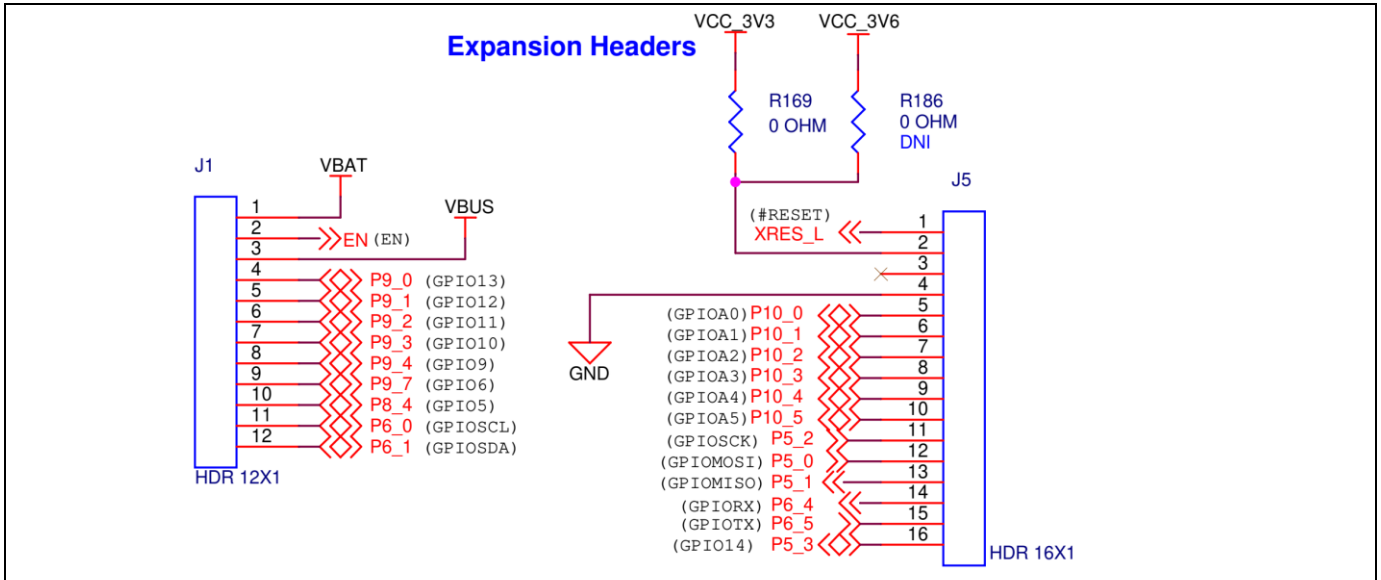 Expansion Headers
VCC_3V3
VCC_3V6
R169
0 OHM
R186
0 OHM
DNI
J1
VBAT
VBUS
1
2 EN (EN)
3
4 P9_0 (GPIO13)
5 P9_1 (GPIO12)
6 P9_2 (GPIO11)
7 P9_3 (GPIO10)
8 P9_4 (GPIO9)
9 P9_7 (GPIO6)
10 P8_4 (GPIO5)
11 P6_0 (GPIOSCL)
12 P6_1 (GPIOSDA)
HDR 12X1
GND
J5
(#RESET)
XRES_L 1
2
3
4
(GPIOA0) P10_0 5
(GPIOA1) P10_1 6
(GPIOA2) P10_2 7
(GPIOA3) P10_3 8
(GPIOA4) P10_4 9
(GPIOA5) P10_5 10
(GPIOSCK) P5_2 11
(GPIOMOSI) P5_0 12
(GPIOMISO) P5_1 13
(GPIORX) P6_4 14
(GPIOTX) P6_5 15
(GPIO14) P5_3 16
HDR 16X1